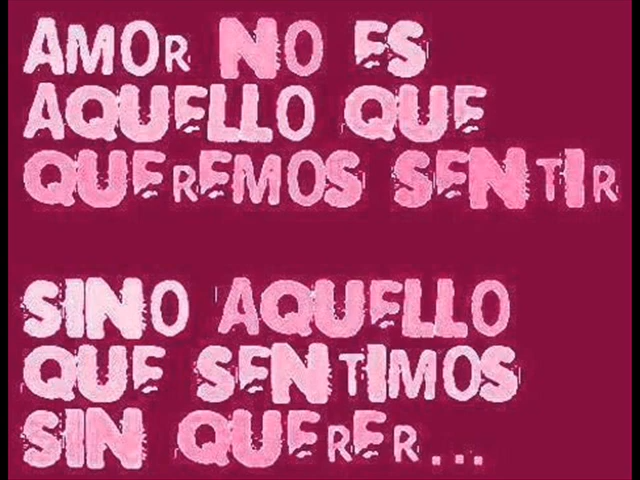 AMOR NO ES
AQUELLO QUE
QUEREMOS SENTIR
SINO AQUELLO
QUE SENTIMOS
SIN QUERER...